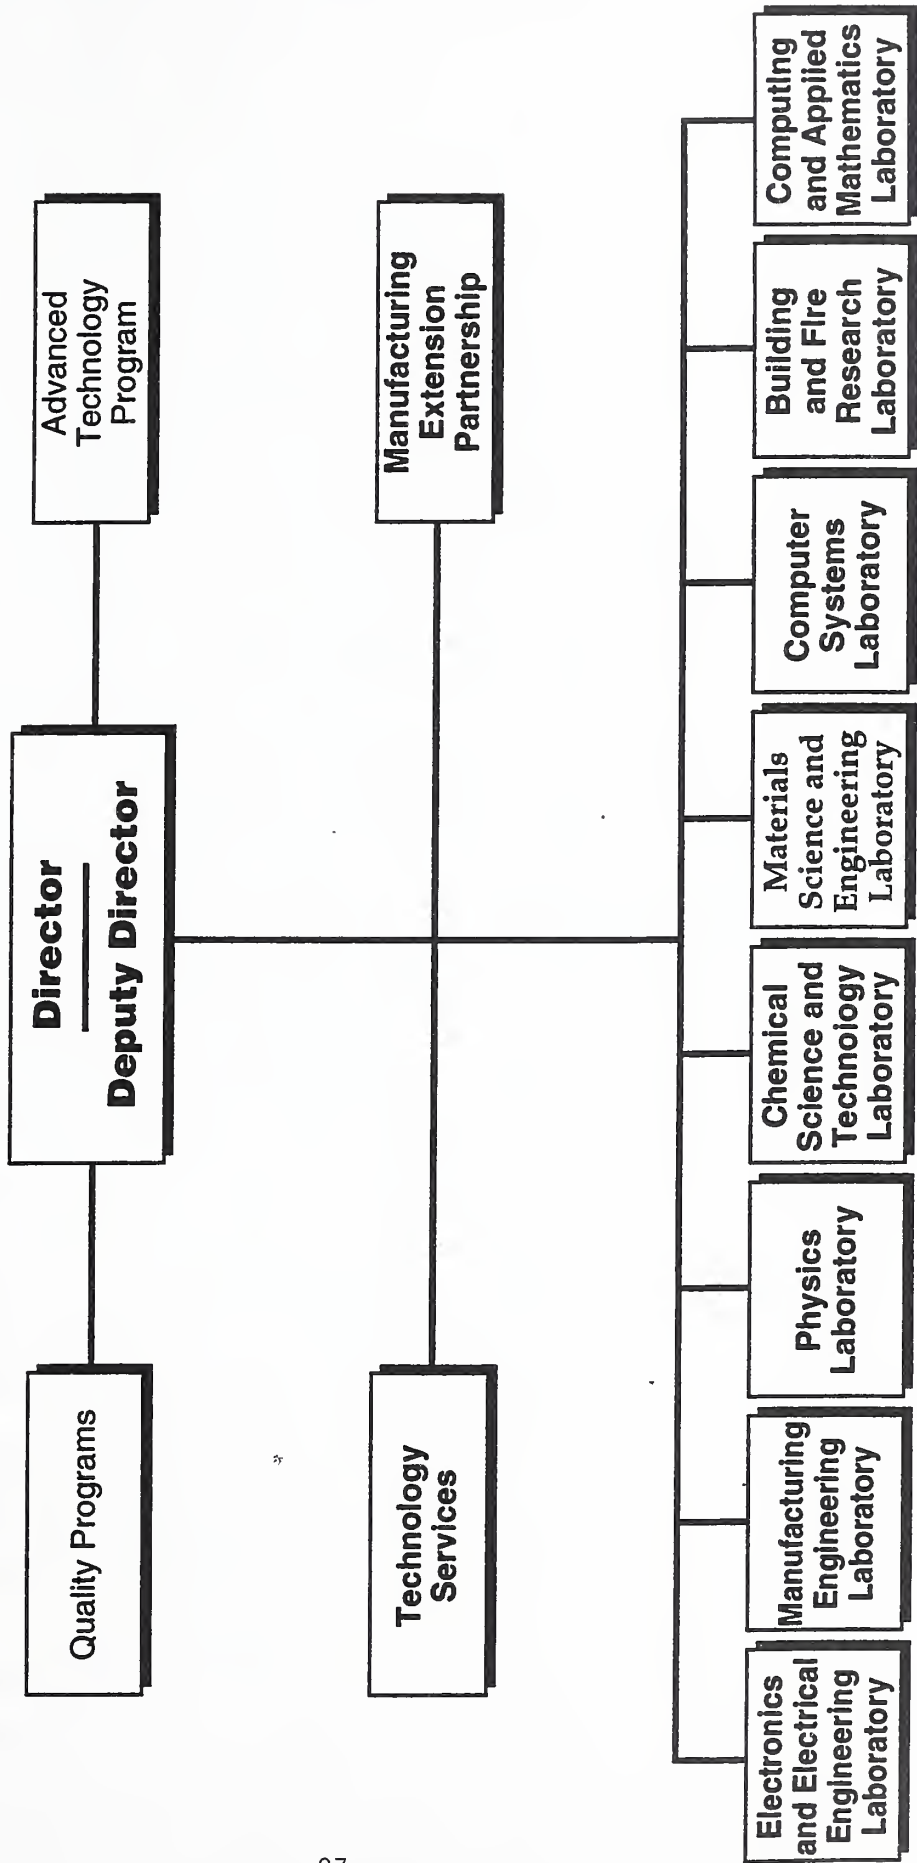 Director
Deputy Director
Quality Programs
Advanced
Technology
Program
Technology
Services
Manufacturing
Extension
Partnership
Electronics
and Electrical
Engineering
Laboratory
Manufacturing
Engineering
Laboratory
Physics
Laboratory
Chemical
Science and
Technology
Laboratory
Materials
Science and
Engineering
Laboratory
Computer
Systems
Laboratory
Building
and Fire
Research
Laboratory
Computing
and Applied
Mathematics
Laboratory